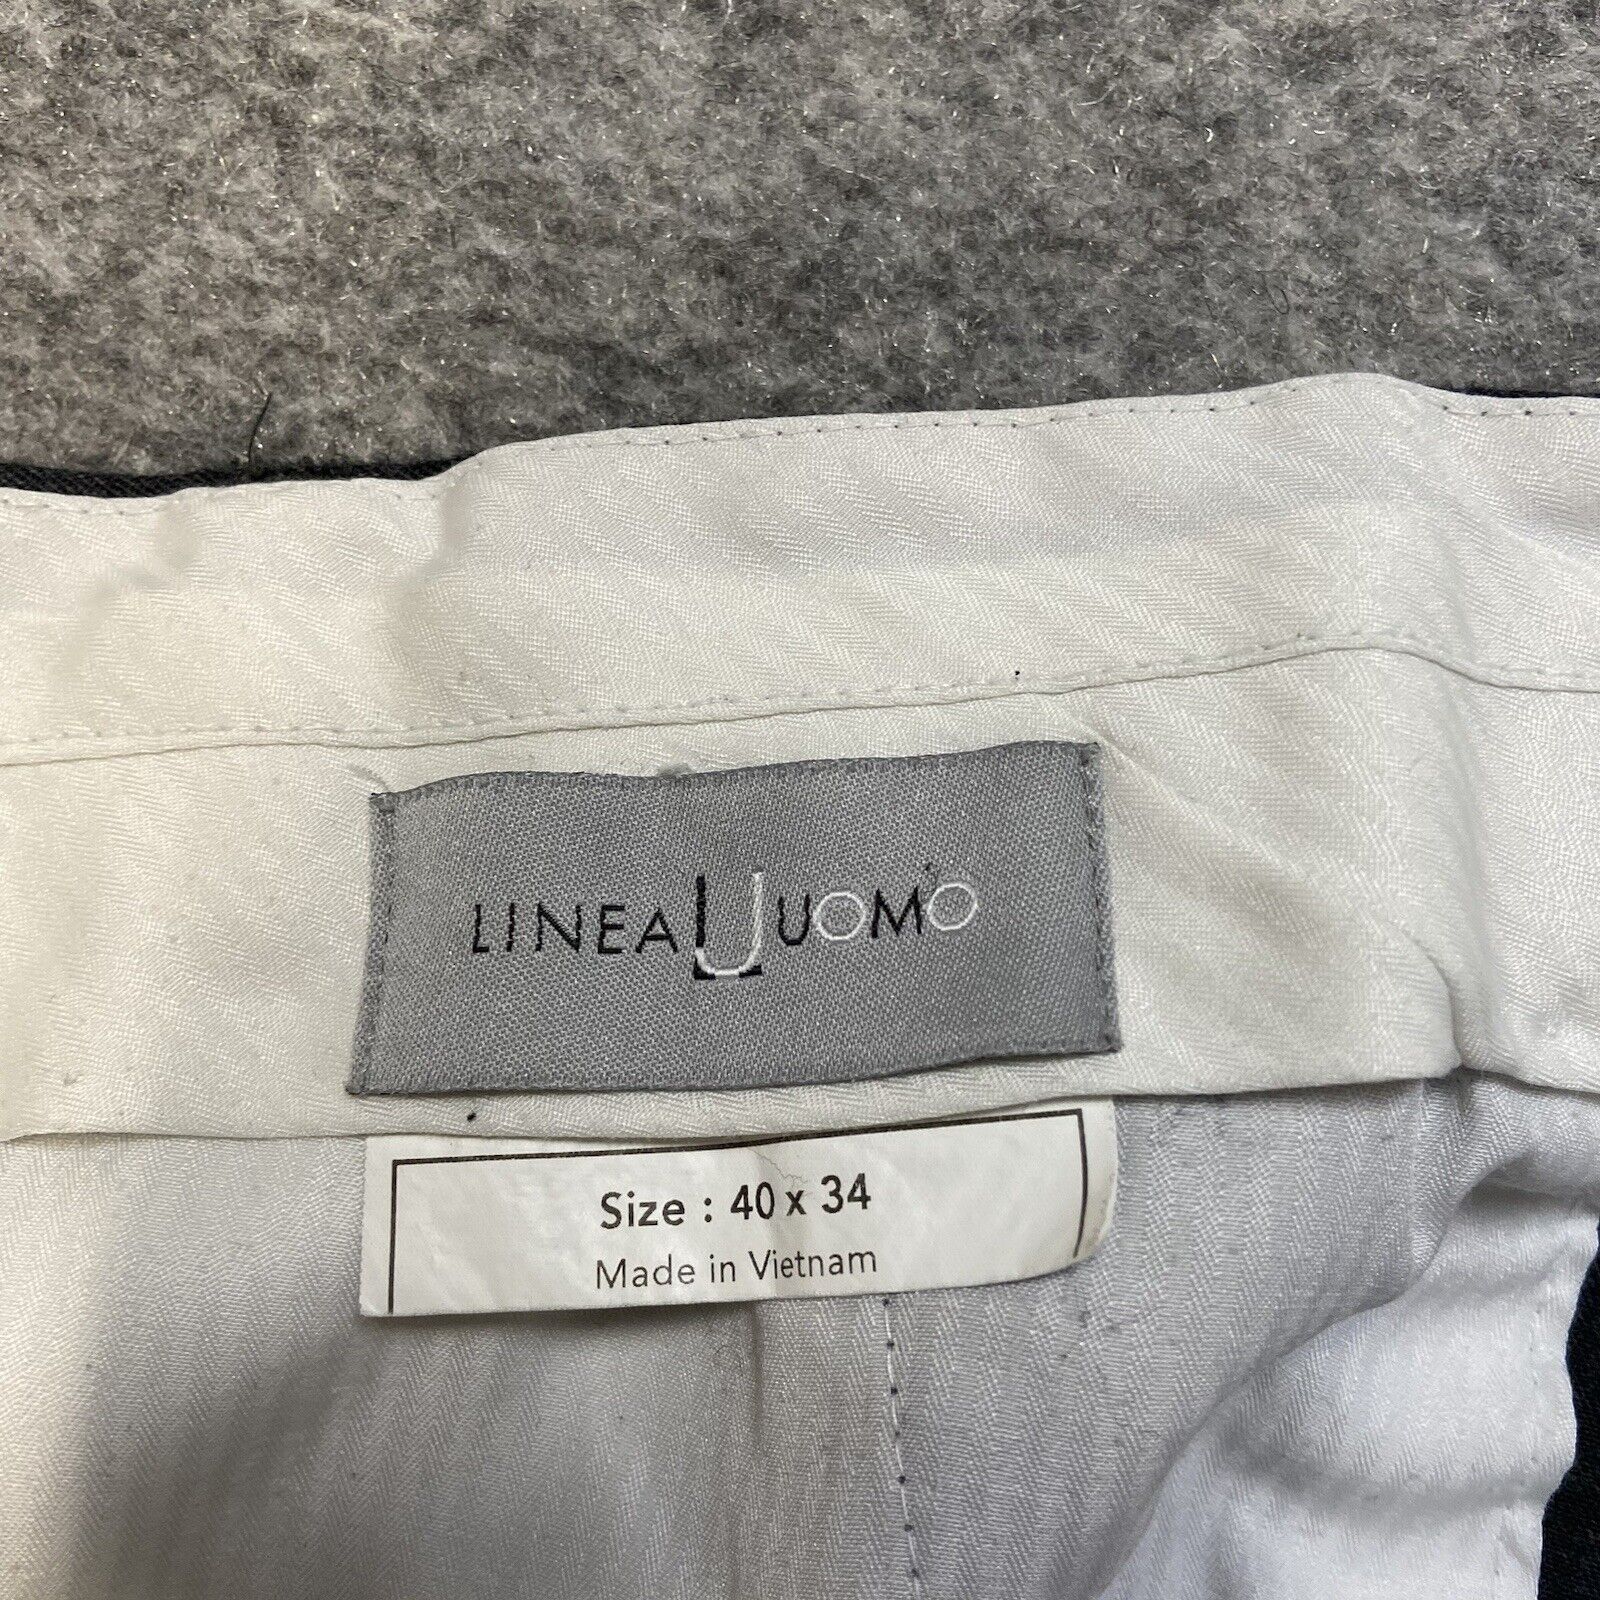 LINEA U UOMO
Size : 40 x 34
Made in Vietnam